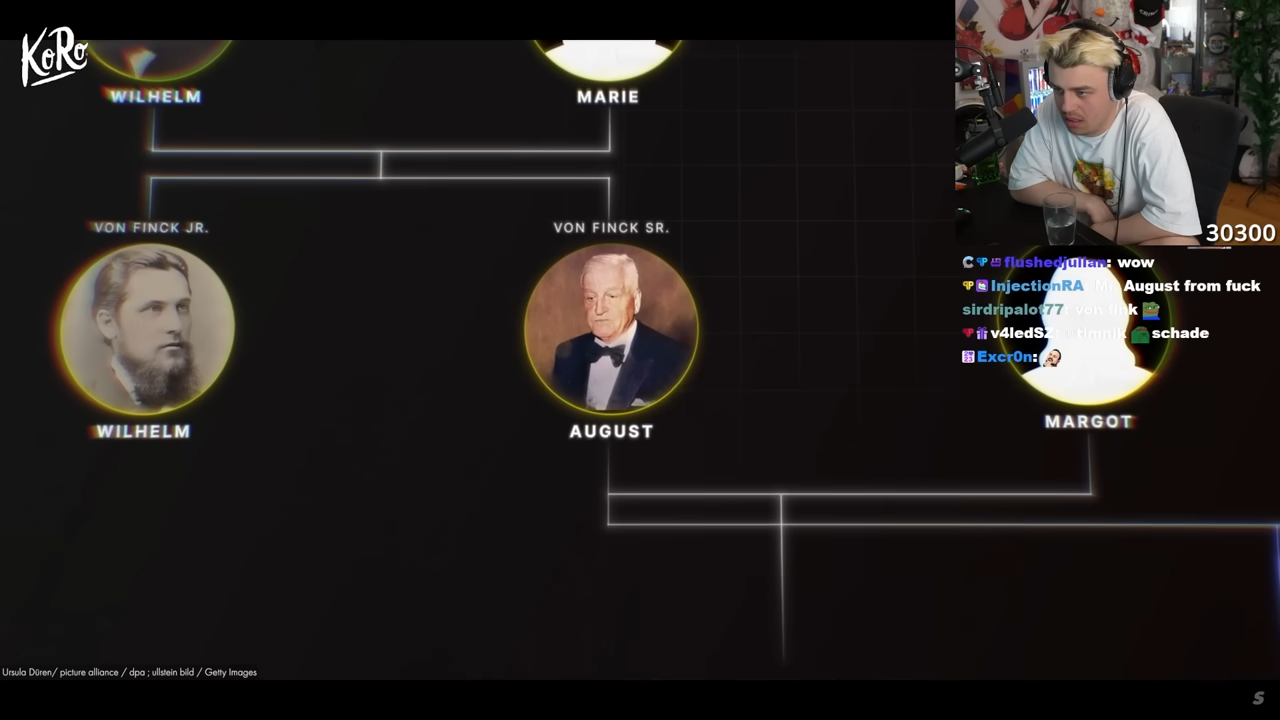 KoRo
WILHELM
MARIE
VON FINCK JR.
VON FINCK SR.
WILHELM
AUGUST
MARGOT
30300
flushedjulian: wow
InjectionRA August from fuck
sirdripalot77: von fink
v4ledSZ: timnik schade
Excr0n:
Ursula Düren/ picture alliance / dpa ; ullstein bild / Getty Images
S